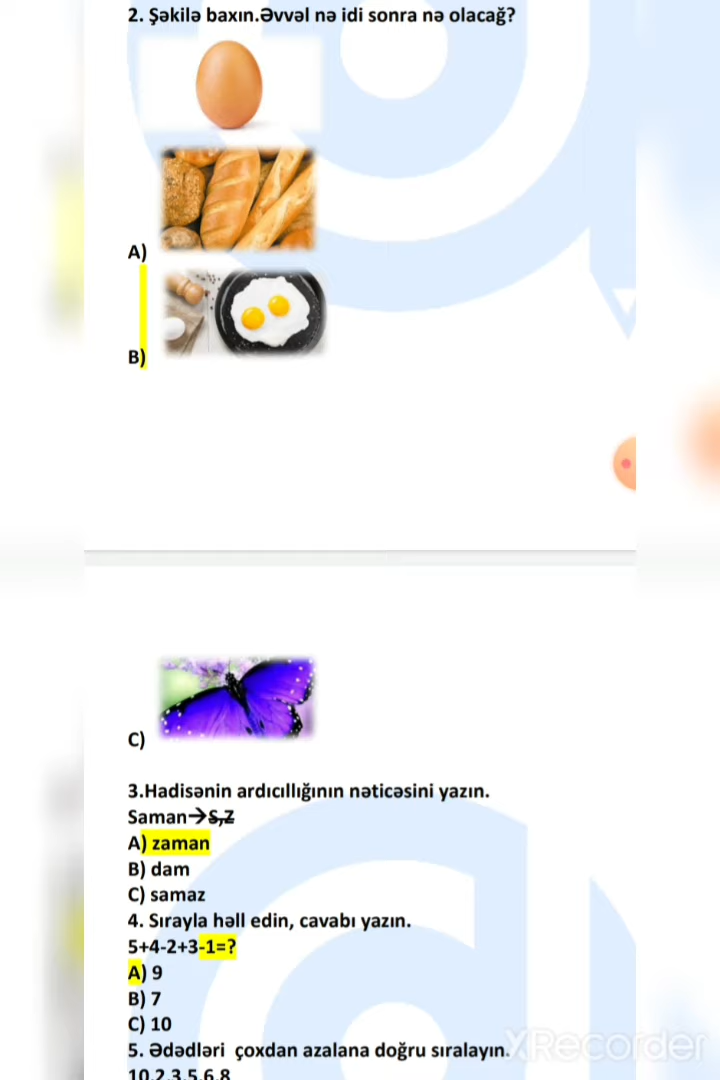 2. Şəkilə baxın.Əvvəl nə idi sonra nə olacağ?
A)
B)
C)
3.Hadisənin ardıcıllığının nəticəsini yazın.
Saman→S,Z
A) zaman
B) dam
C) samaz
4. Sırayla həll edin, cavabı yazın.
5+4-2+3-1=?
A) 9
B) 7
C) 10
5. Ədədləri çoxdan azalana doğru sıralayın.
XRecorder
10,2,3,5,6,8